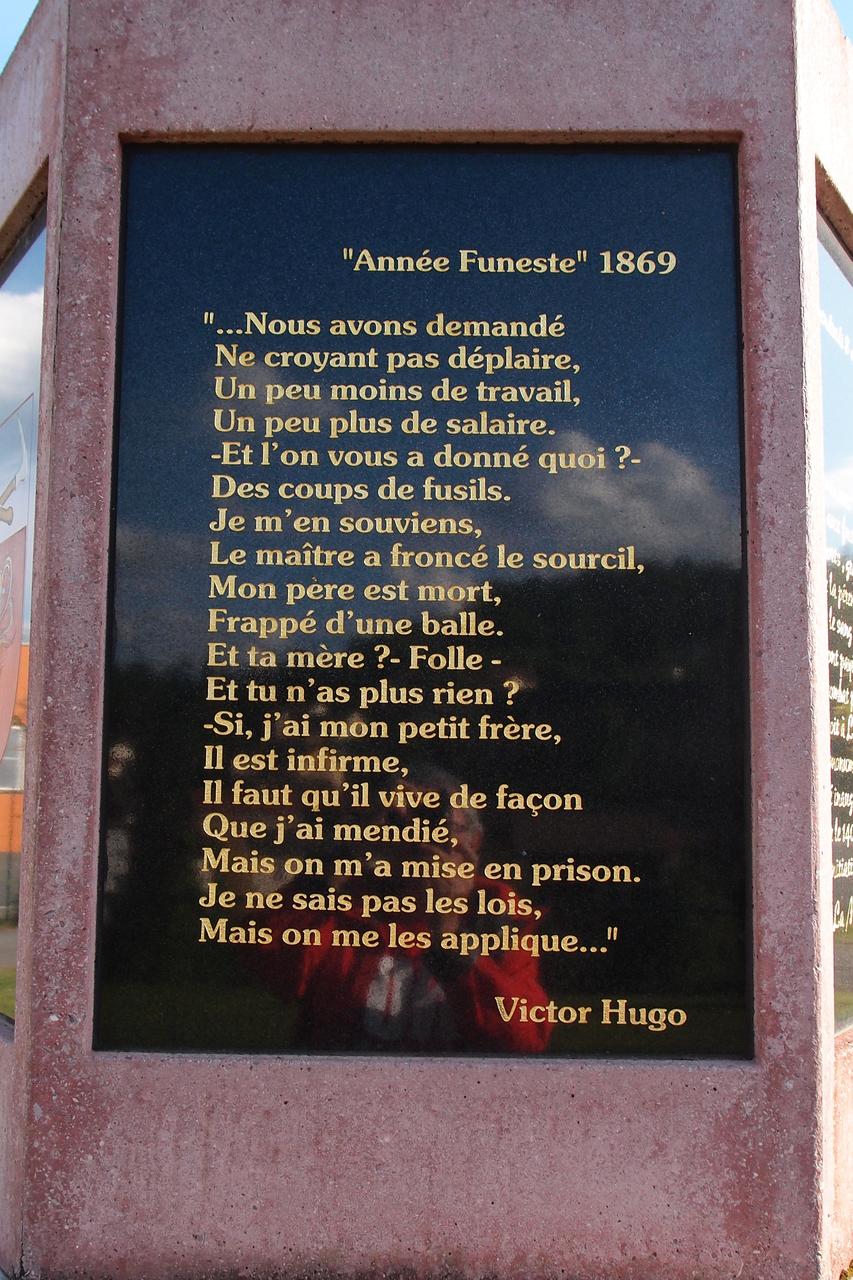 "Année Funeste" 1869
"...Nous avons demandé
Ne croyant pas déplaire,
Un peu moins de travail,
Un peu plus de salaire.
-Et l'on vous a donné quoi ?-
Des coups de fusils.
Je m'en souviens,
Le maître a froncé le sourcil,
Mon père est mort,
Frappé d'une balle.
Et ta mère ?- Folle -
Et tu n'as plus rien ?
-Si, j'ai mon petit frère,
Il est infirme,
Il faut qu'il vive de façon
Que j'ai mendié,
Mais on m'a mise en prison.
Je ne sais pas les lois,
Mais on me les applique..."
Victor Hugo